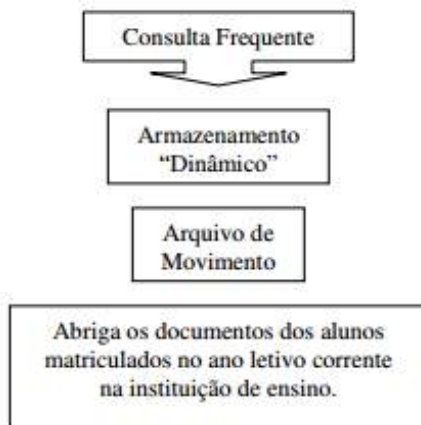 Consulta Frequente
Armazenamento
“Dinâmico”
Arquivo de
Movimento
Abriga os documentos dos alunos
matriculados no ano letivo corrente
na instituição de ensino.